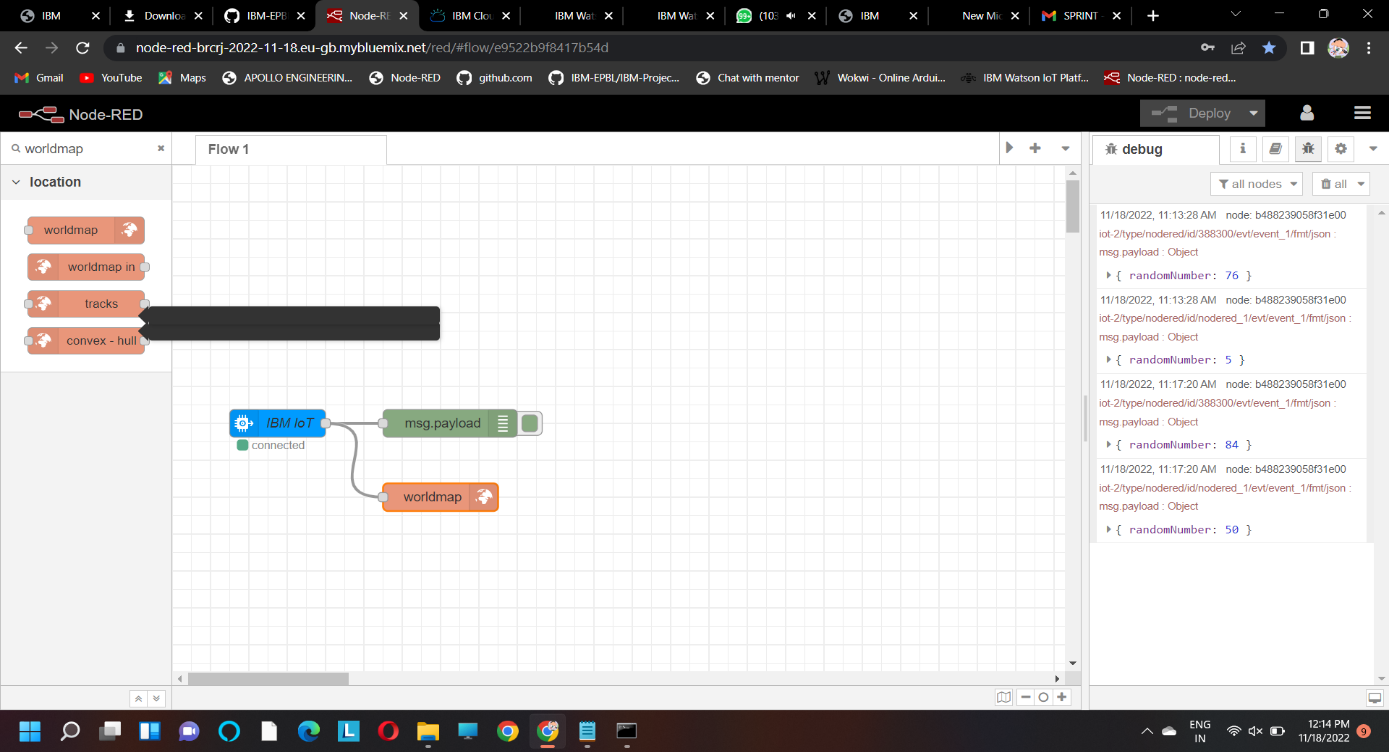 IBM Downloa IBM-EPB Node-RE IBM Clou IBM Wat IBM Wat 99+ (103 IBM New Mic SPRINT
node-red-brcrj-2022-11-18.eu-gb.mybluemix.net/red/#flow/e9522b9f8417b54d
Gmail YouTube Maps APOLLO ENGINEERIN... Node-RED github.com IBM-EPBL/IBM-Projec... Chat with mentor Wokwi - Online Ardui... IBM Watson IoT Platf... Node-RED : node-red...
Node-RED Deploy
worldmap Flow 1 debug
location
all nodes all
worldmap
worldmap in
tracks
convex - hull
IBM IoT msg.payload
connected
worldmap
11/18/2022, 11:13:28 AM node: b488239058f31e00
iot-2/type/nodered/id/388300/evt/event_1/fmt/json :
msg.payload : Object
{ randomNumber: 76 }
11/18/2022, 11:13:28 AM node: b488239058f31e00
iot-2/type/nodered/id/nodered_1/evt/event_1/fmt/json :
msg.payload : Object
{ randomNumber: 5 }
11/18/2022, 11:17:20 AM node: b488239058f31e00
iot-2/type/nodered/id/388300/evt/event_1/fmt/json :
msg.payload : Object
{ randomNumber: 84 }
11/18/2022, 11:17:20 AM node: b488239058f31e00
iot-2/type/nodered/id/nodered_1/evt/event_1/fmt/json :
msg.payload : Object
{ randomNumber: 50 }
ENG
IN
12:14 PM
11/18/2022
9